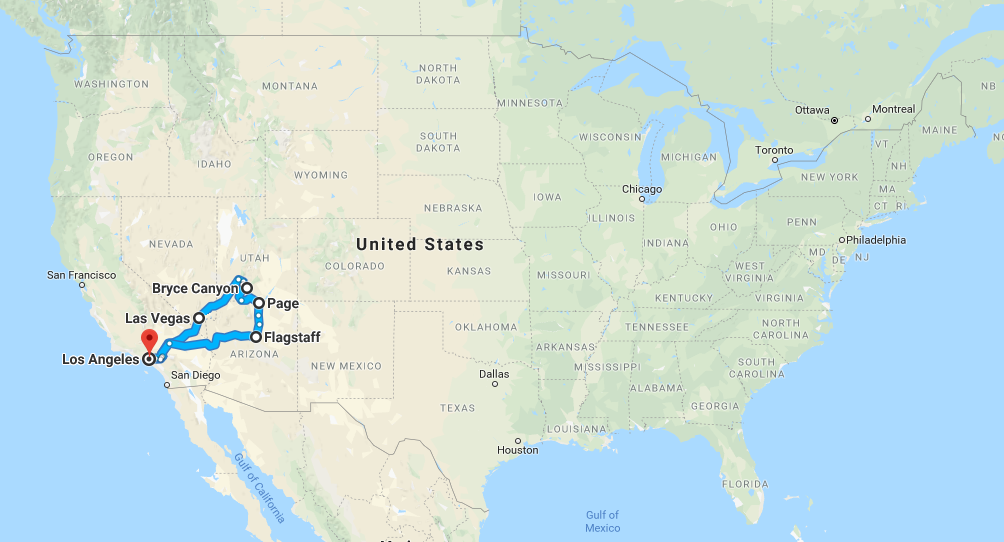 WASHINGTON
MONTANA
NORTH
DAKOTA
MINNESOTA
Ottawa
Montreal
NB
MAINE
OREGON
IDAHO
SOUTH
DAKOTA
WISCONSIN
MICHIGAN
Toronto
VT
NH
WYOMING
NEW YORK
MA
CT
RI
Chicago
IOWA
NEBRASKA
ILLINOIS
INDIANA
OHIO
PENN
Philadelphia
United States
NEVADA
UTAH
COLORADO
KANSAS
MISSOURI
WEST
VIRGINIA
MD
DE
NJ
San Francisco
Bryce Canyon
Page
KENTUCKY
VIRGINIA
Las Vegas
Flagstaff
OKLAHOMA
TENNESSEE
NORTH
CAROLINA
Los Angeles
ARIZONA
NEW MEXICO
ARKANSAS
MISSISSIPPI
SOUTH
CAROLINA
San Diego
Dallas
ALABAMA
GEORGIA
TEXAS
LOUISIANA
Houston
FLORIDA
Gulf of California
Gulf of
Mexico